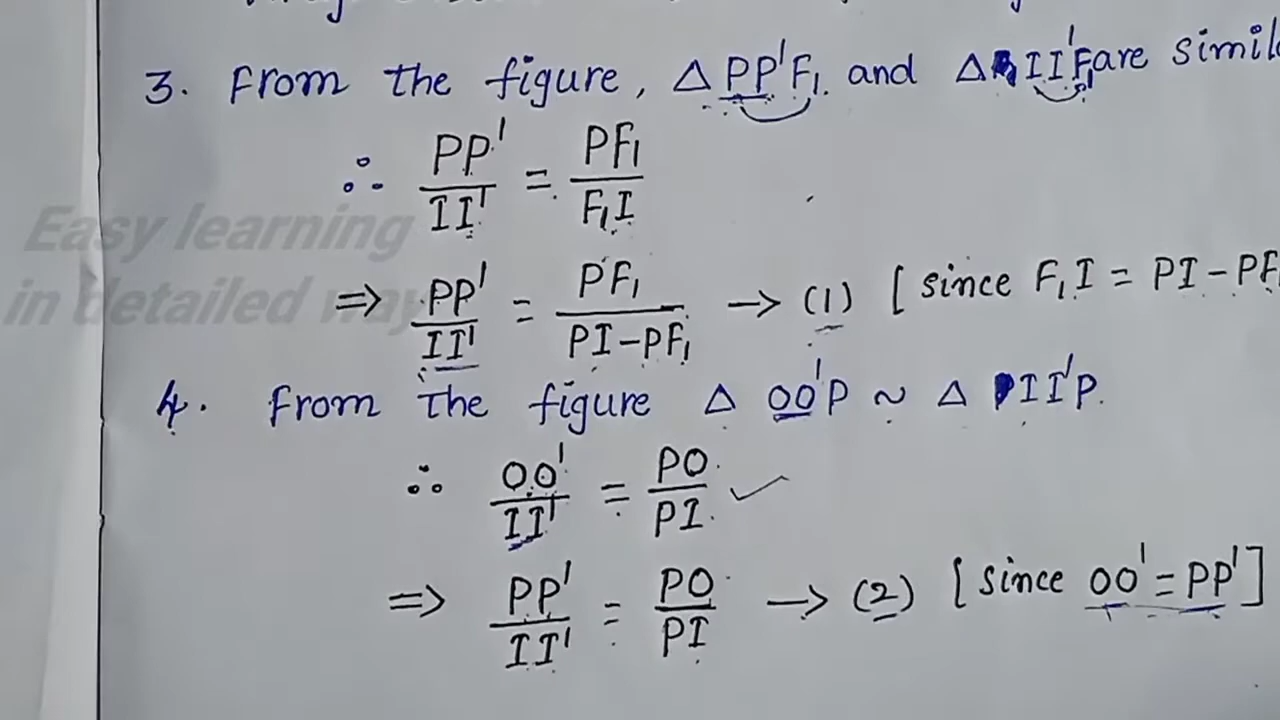 3. From the figure, △ PP'F₁ and △ II'F₁ are simil
∴ PP'/II' = PF₁/F₁I
Easy learning
in detailed way
⇒ PP'/II' = PF₁/PI-PF₁ → (1) [since F₁I = PI-PF₁
4. From the figure △ OO'P ~ △ II'P.
∴ OO'/II' = PO/PI ✓
⇒ PP'/II' = PO/PI → (2) [since OO' = PP']